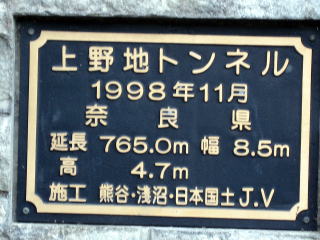 上野地トンネル
1998年11月
奈良県
延長 765.0m 幅 8.5m
高 4.7m
施工 熊谷・浅沼・日本国土J.V